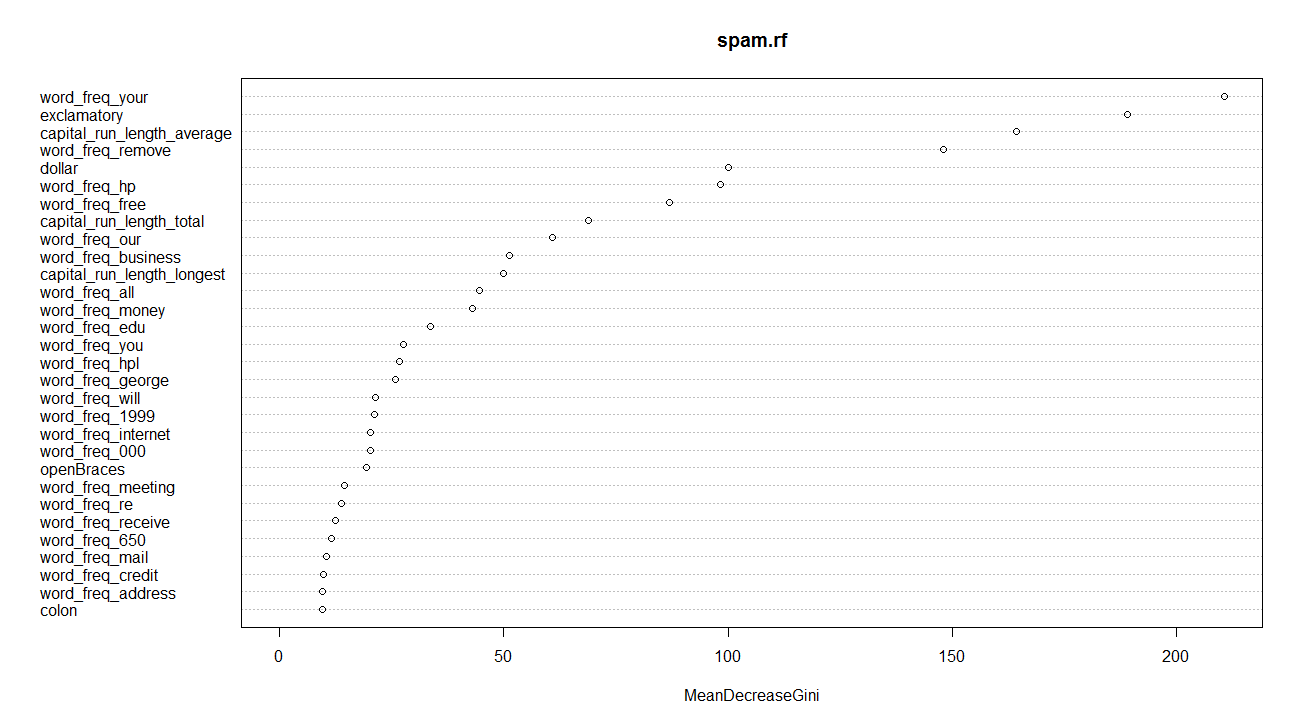 spam.rf
word_freq_your
exclamatory
capital_run_length_average
word_freq_remove
dollar
word_freq_hp
word_freq_free
capital_run_length_total
word_freq_our
word_freq_business
capital_run_length_longest
word_freq_all
word_freq_money
word_freq_edu
word_freq_you
word_freq_hpl
word_freq_george
word_freq_will
word_freq_1999
word_freq_internet
word_freq_000
openBraces
word_freq_meeting
word_freq_re
word_freq_receive
word_freq_650
word_freq_mail
word_freq_credit
word_freq_address
colon
0 50 100 150 200
MeanDecreaseGini